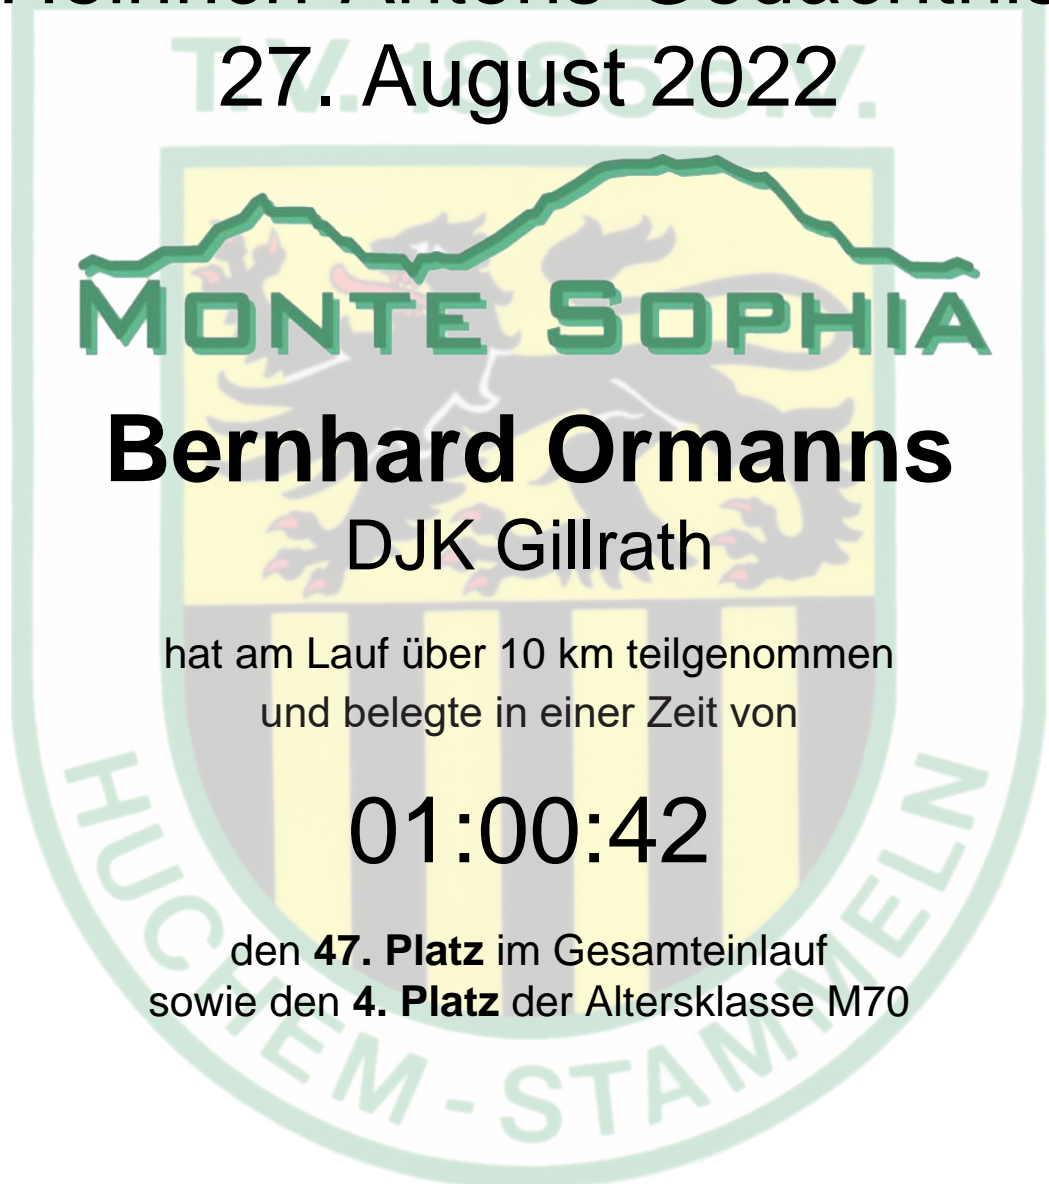 27. August 2022
T.V. 1885 e.V.
MONTE SOPHIA
Bernhard Ormanns
DJK Gillrath
hat am Lauf über 10 km teilgenommen
und belegte in einer Zeit von
01:00:42
den 47. Platz im Gesamteinlauf
sowie den 4. Platz der Altersklasse M70
HUCHEM-STAMMELN